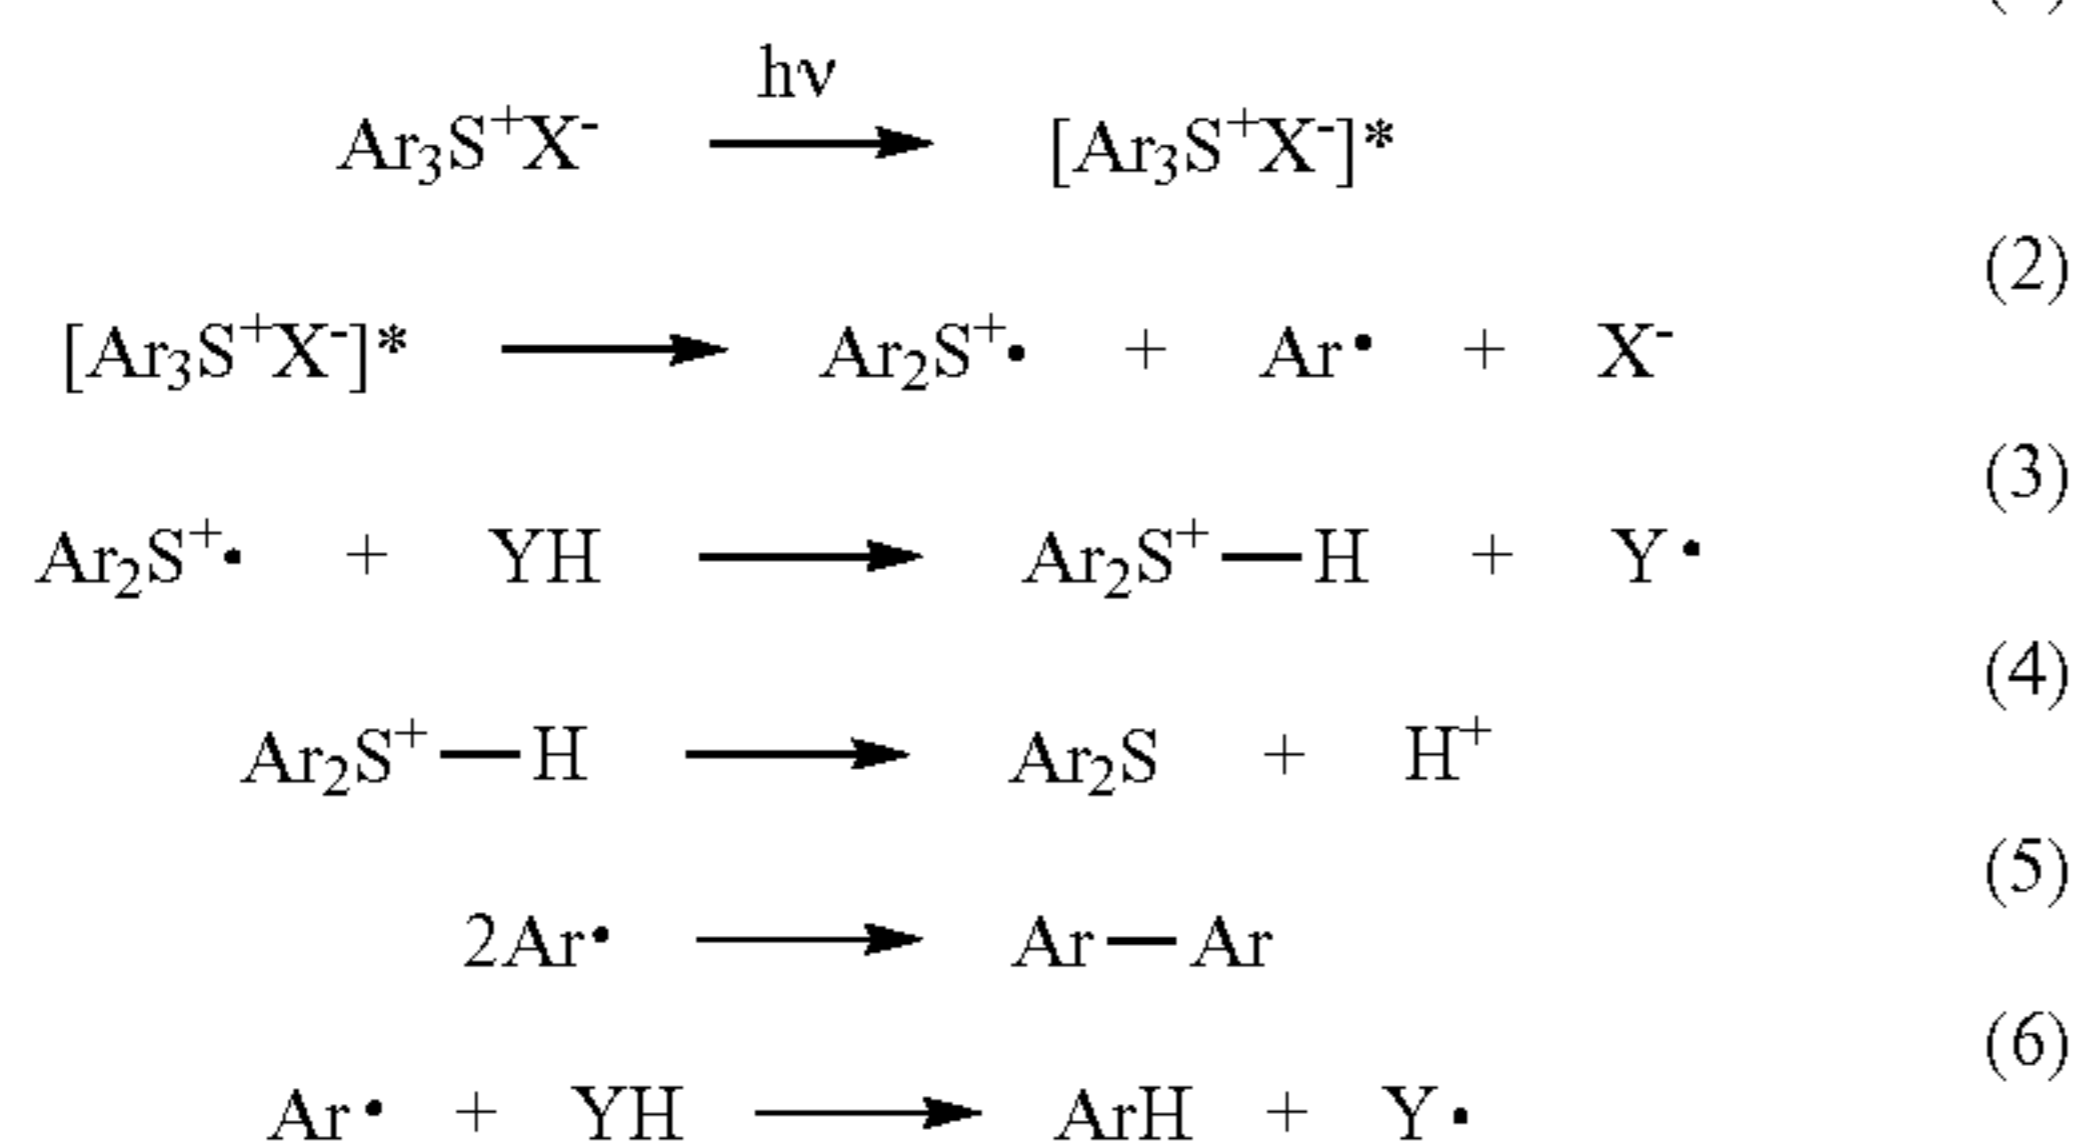 hν
Ar₃S⁺X⁻ → [Ar₃S⁺X⁻]*
(2)
[Ar₃S⁺X⁻]* → Ar₂S⁺• + Ar• + X⁻
(3)
Ar₂S⁺• + YH → Ar₂S⁺—H + Y•
(4)
Ar₂S⁺—H → Ar₂S + H⁺
(5)
2Ar• → Ar—Ar
(6)
Ar• + YH → ArH + Y•